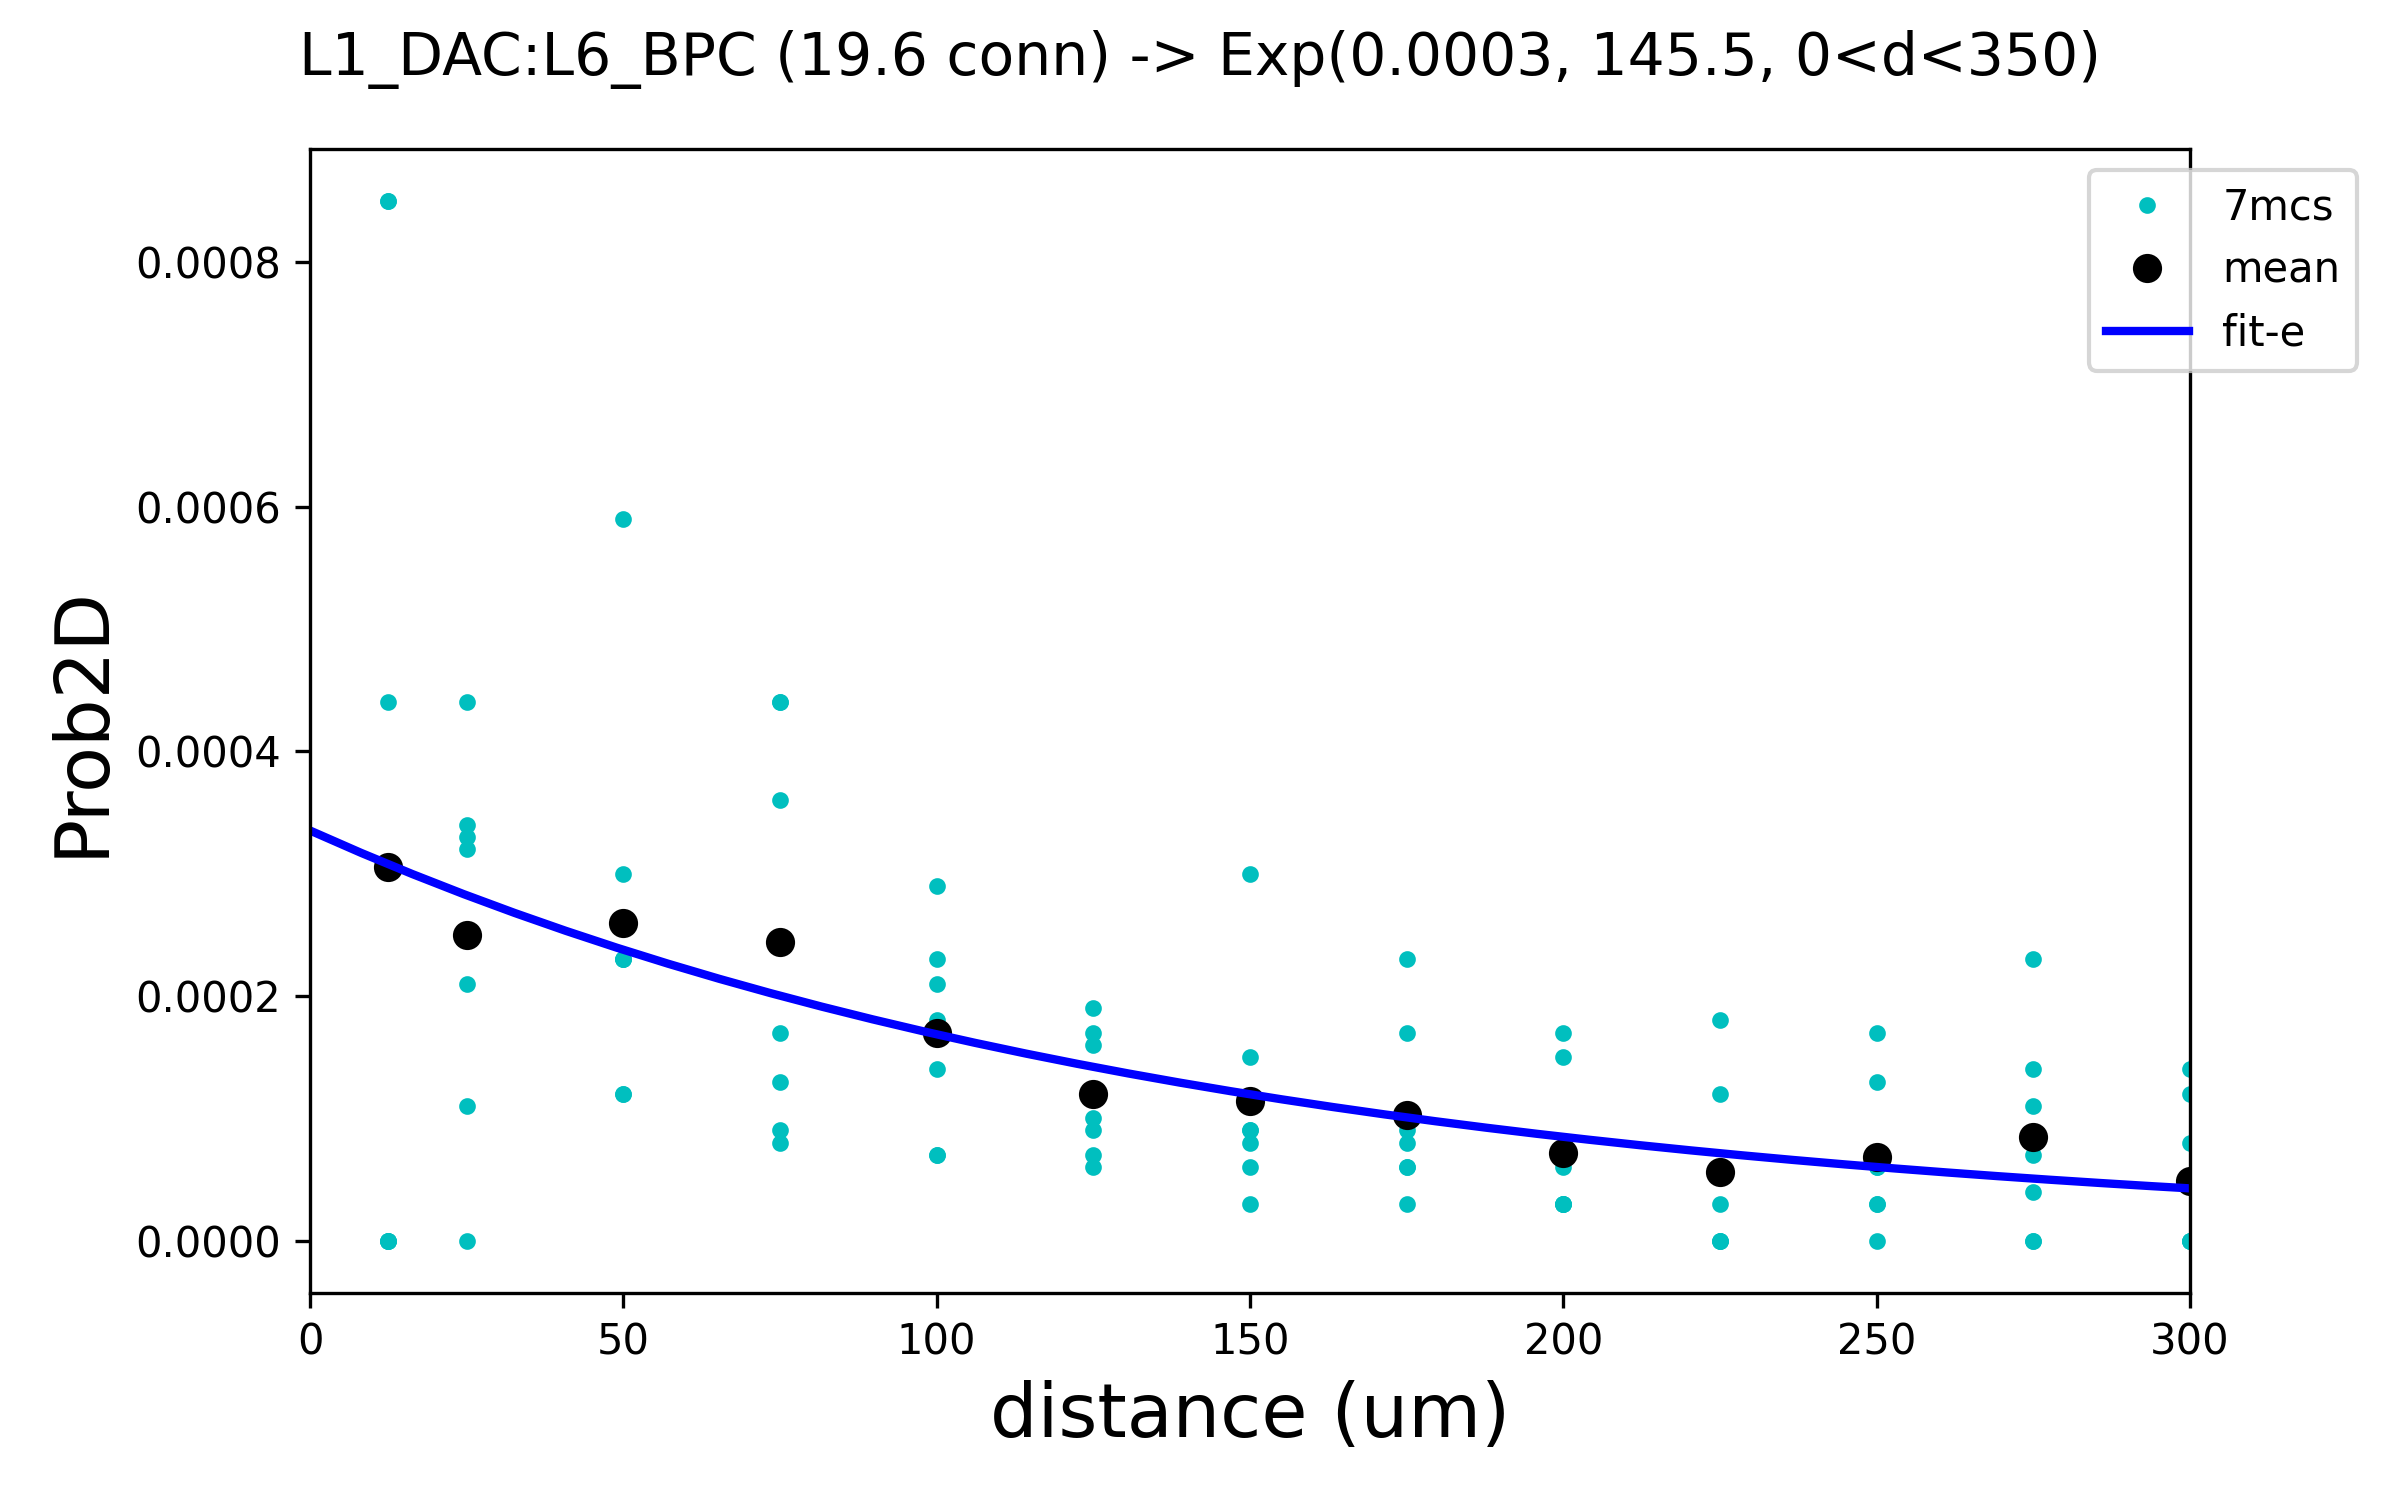 L1_DAC:L6_BPC (19.6 conn) -> Exp(0.0003, 145.5, 0<d<350)
7mcs
mean
fit-e
0.0008
0.0006
0.0004
0.0002
0.0000
Prob2D
0 50 100 150 200 250 300
distance (um)